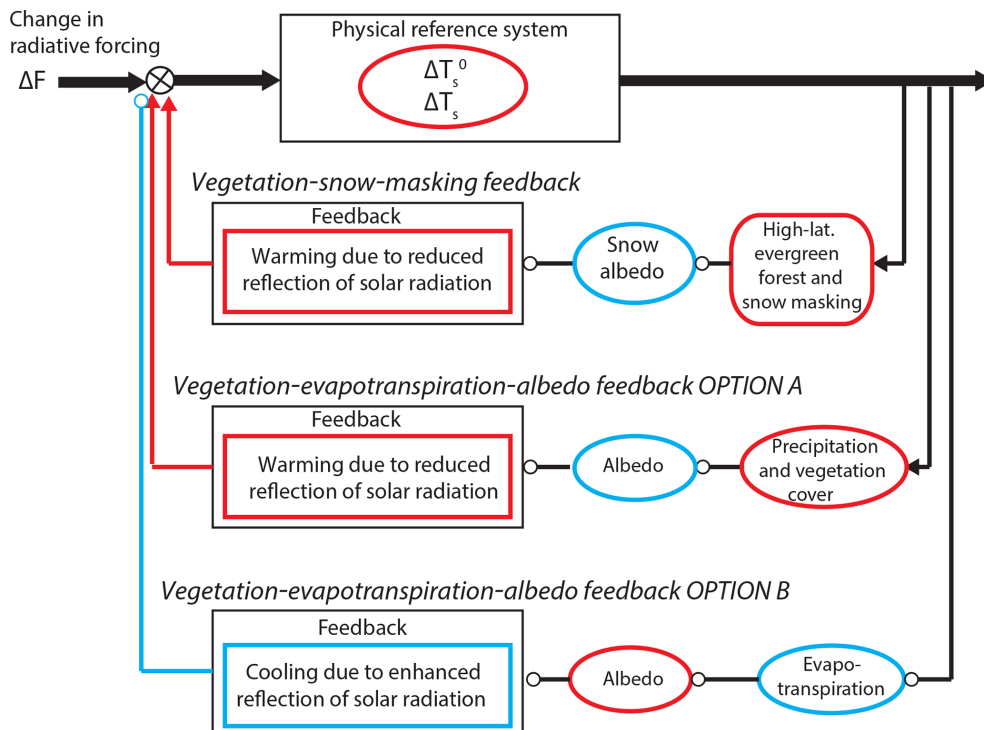 Change in
radiative forcing
ΔF
Physical reference system
ΔTs⁰
ΔTs
Vegetation-snow-masking feedback
Feedback
Warming due to reduced
reflection of solar radiation
Snow
albedo
High-lat.
evergreen
forest and
snow masking
Vegetation-evapotranspiration-albedo feedback OPTION A
Feedback
Warming due to reduced
reflection of solar radiation
Albedo
Precipitation
and vegetation
cover
Vegetation-evapotranspiration-albedo feedback OPTION B
Feedback
Cooling due to enhanced
reflection of solar radiation
Albedo
Evapo-
transpiration